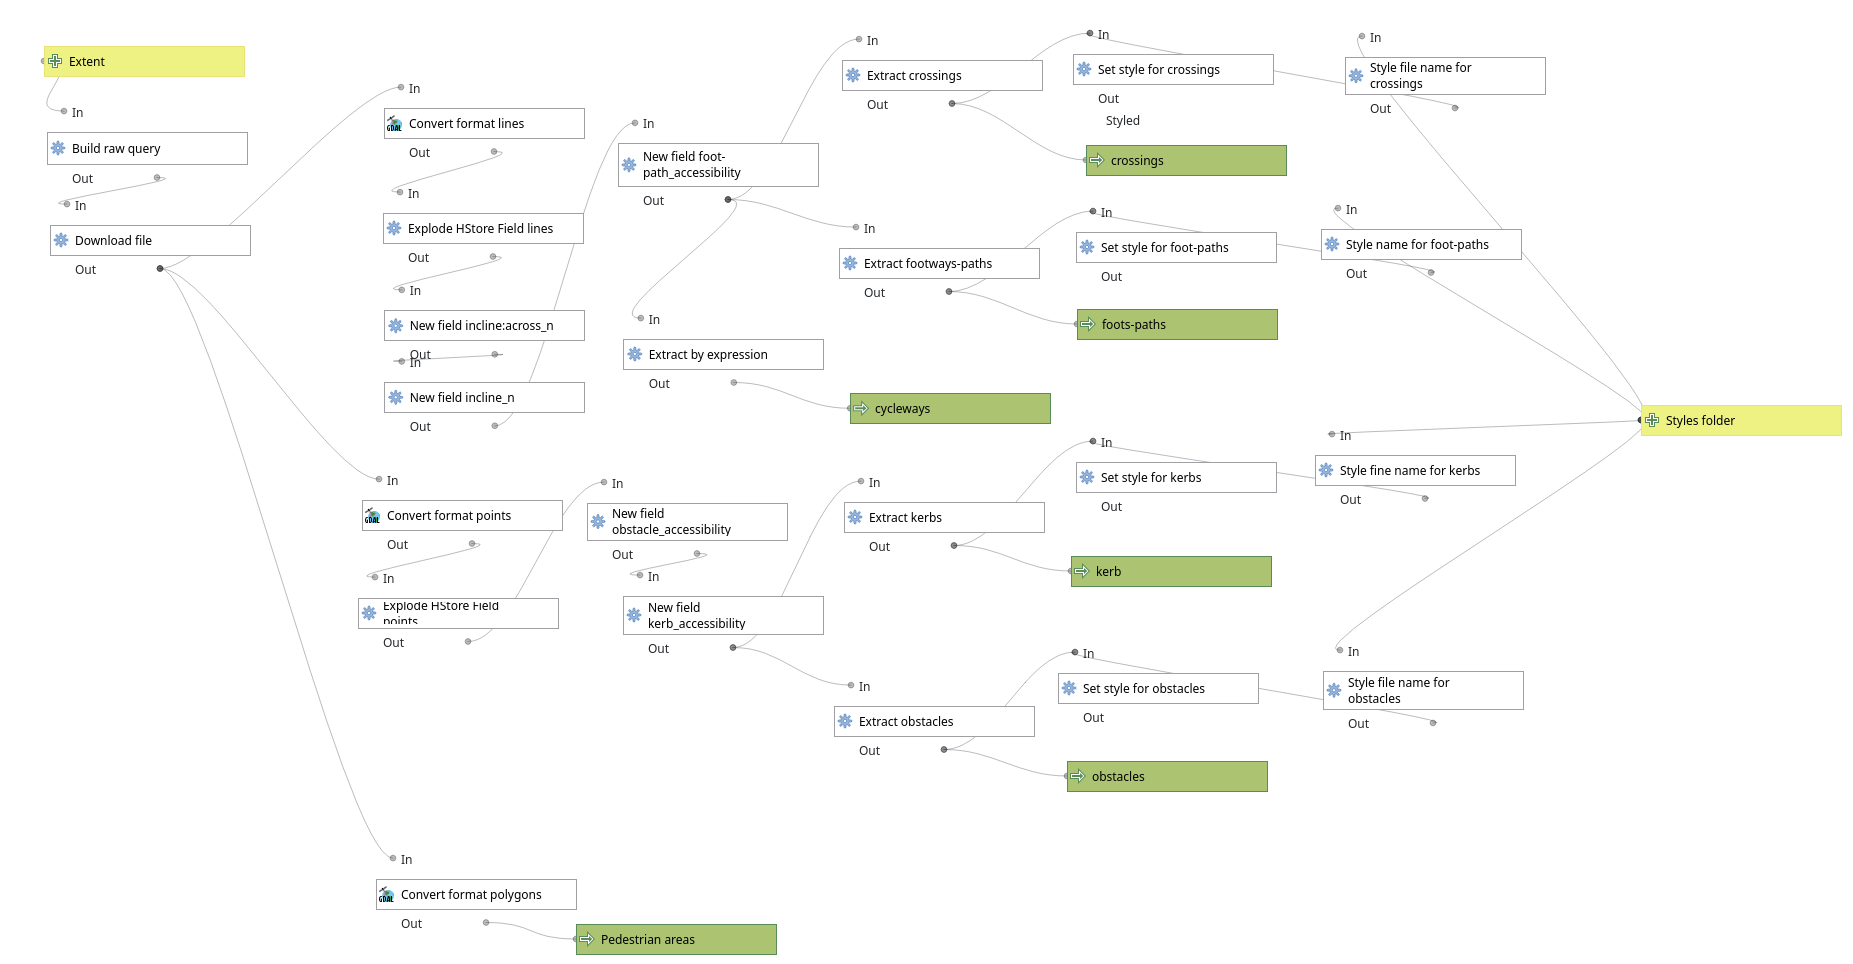 Extent
In
Build raw query
Out
In
Download file
Out
In
GDAL
Convert format lines
Out
In
Explode HStore Field lines
Out
In
New field incline:across_n
Out
In
New field incline_n
Out
In
GDAL
Convert format points
Out
In
Explode HStore Field
points
Out
In
GDAL
Convert format polygons
Out
Pedestrian areas
In
New field foot-
path_accessibility
Out
In
Extract by expression
Out
cycleways
In
New field
obstacle_accessibility
Out
In
New field
kerb_accessibility
Out
In
Extract crossings
Out
crossings
In
Extract footways-paths
Out
foots-paths
In
Extract kerbs
Out
kerb
In
Extract obstacles
Out
obstacles
In
Set style for crossings
Out
Styled
In
Set style for foot-paths
Out
In
Set style for kerbs
Out
In
Set style for obstacles
Out
In
Style file name for
crossings
Out
In
Style name for foot-paths
Out
In
Style fine name for kerbs
Out
In
Style file name for
obstacles
Out
Styles folder